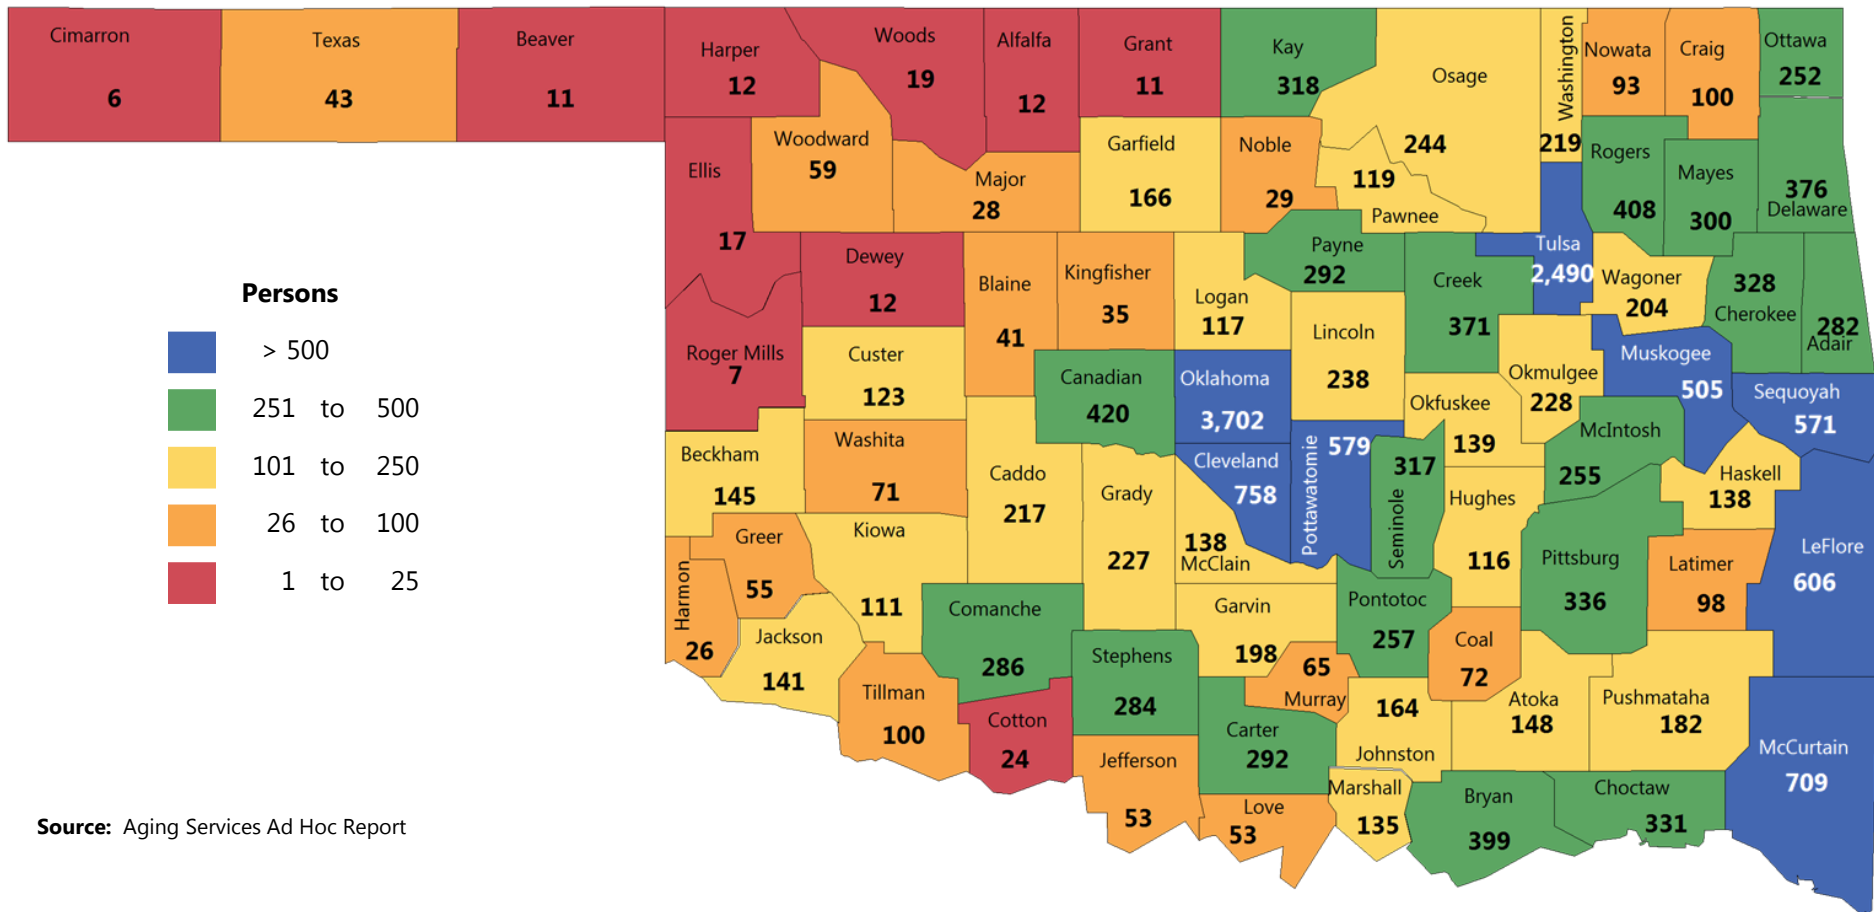 Cimarron
6
Texas
43
Beaver
11
Harper
12
Woods
19
Alfalfa
12
Grant
11
Kay
318
Osage
244
Washington
219
Nowata
93
Craig
100
Ottawa
252
Ellis
17
Woodward
59
Major
28
Garfield
166
Noble
29
119
Pawnee
Rogers
408
Mayes
300
376
Delaware
Dewey
12
Blaine
41
Kingfisher
35
Logan
117
Payne
292
Creek
371
Tulsa
2,490
Wagoner
204
328
Cherokee
282
Adair
Roger Mills
7
Custer
123
Canadian
420
Oklahoma
3,702
Lincoln
238
Okfuskee
139
Okmulgee
228
Muskogee
505
Sequoyah
571
Beckham
145
Washita
71
Caddo
217
Grady
227
Cleveland
758
138
McClain
Pottawatomie
579
317
Seminole
Hughes
116
McIntosh
255
Haskell
138
Greer
55
Kiowa
111
Harmon
26
Jackson
141
Comanche
286
Stephens
284
Garvin
198
Pontotoc
257
Pittsburg
336
Latimer
98
LeFlore
606
Tillman
100
Cotton
24
65
Murray
Coal
72
Carter
292
164
Johnston
Atoka
148
Pushmataha
182
McCurtain
709
Jefferson
53
Love
53
Marshall
135
Bryan
399
Choctaw
331
Persons
> 500
251 to 500
101 to 250
26 to 100
1 to 25
Source: Aging Services Ad Hoc Report